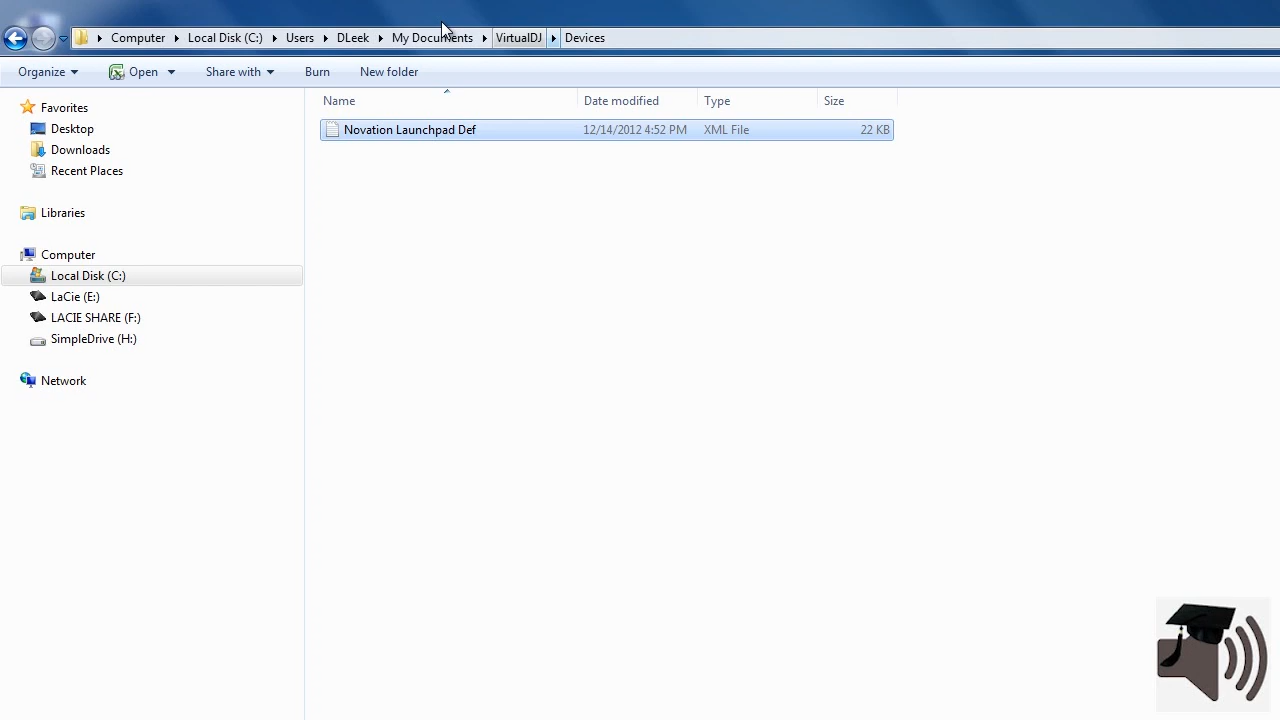 Computer Local Disk (C:) Users DLeek My Documents VirtualDJ Devices
Organize Open Share with Burn New folder
Name Date modified Type Size
Favorites
Desktop
Downloads
Recent Places
Libraries
Computer
Local Disk (C:)
LaCie (E:)
LACIE SHARE (F:)
SimpleDrive (H:)
Network
Novation Launchpad Def 12/14/2012 4:52 PM XML File 22 KB